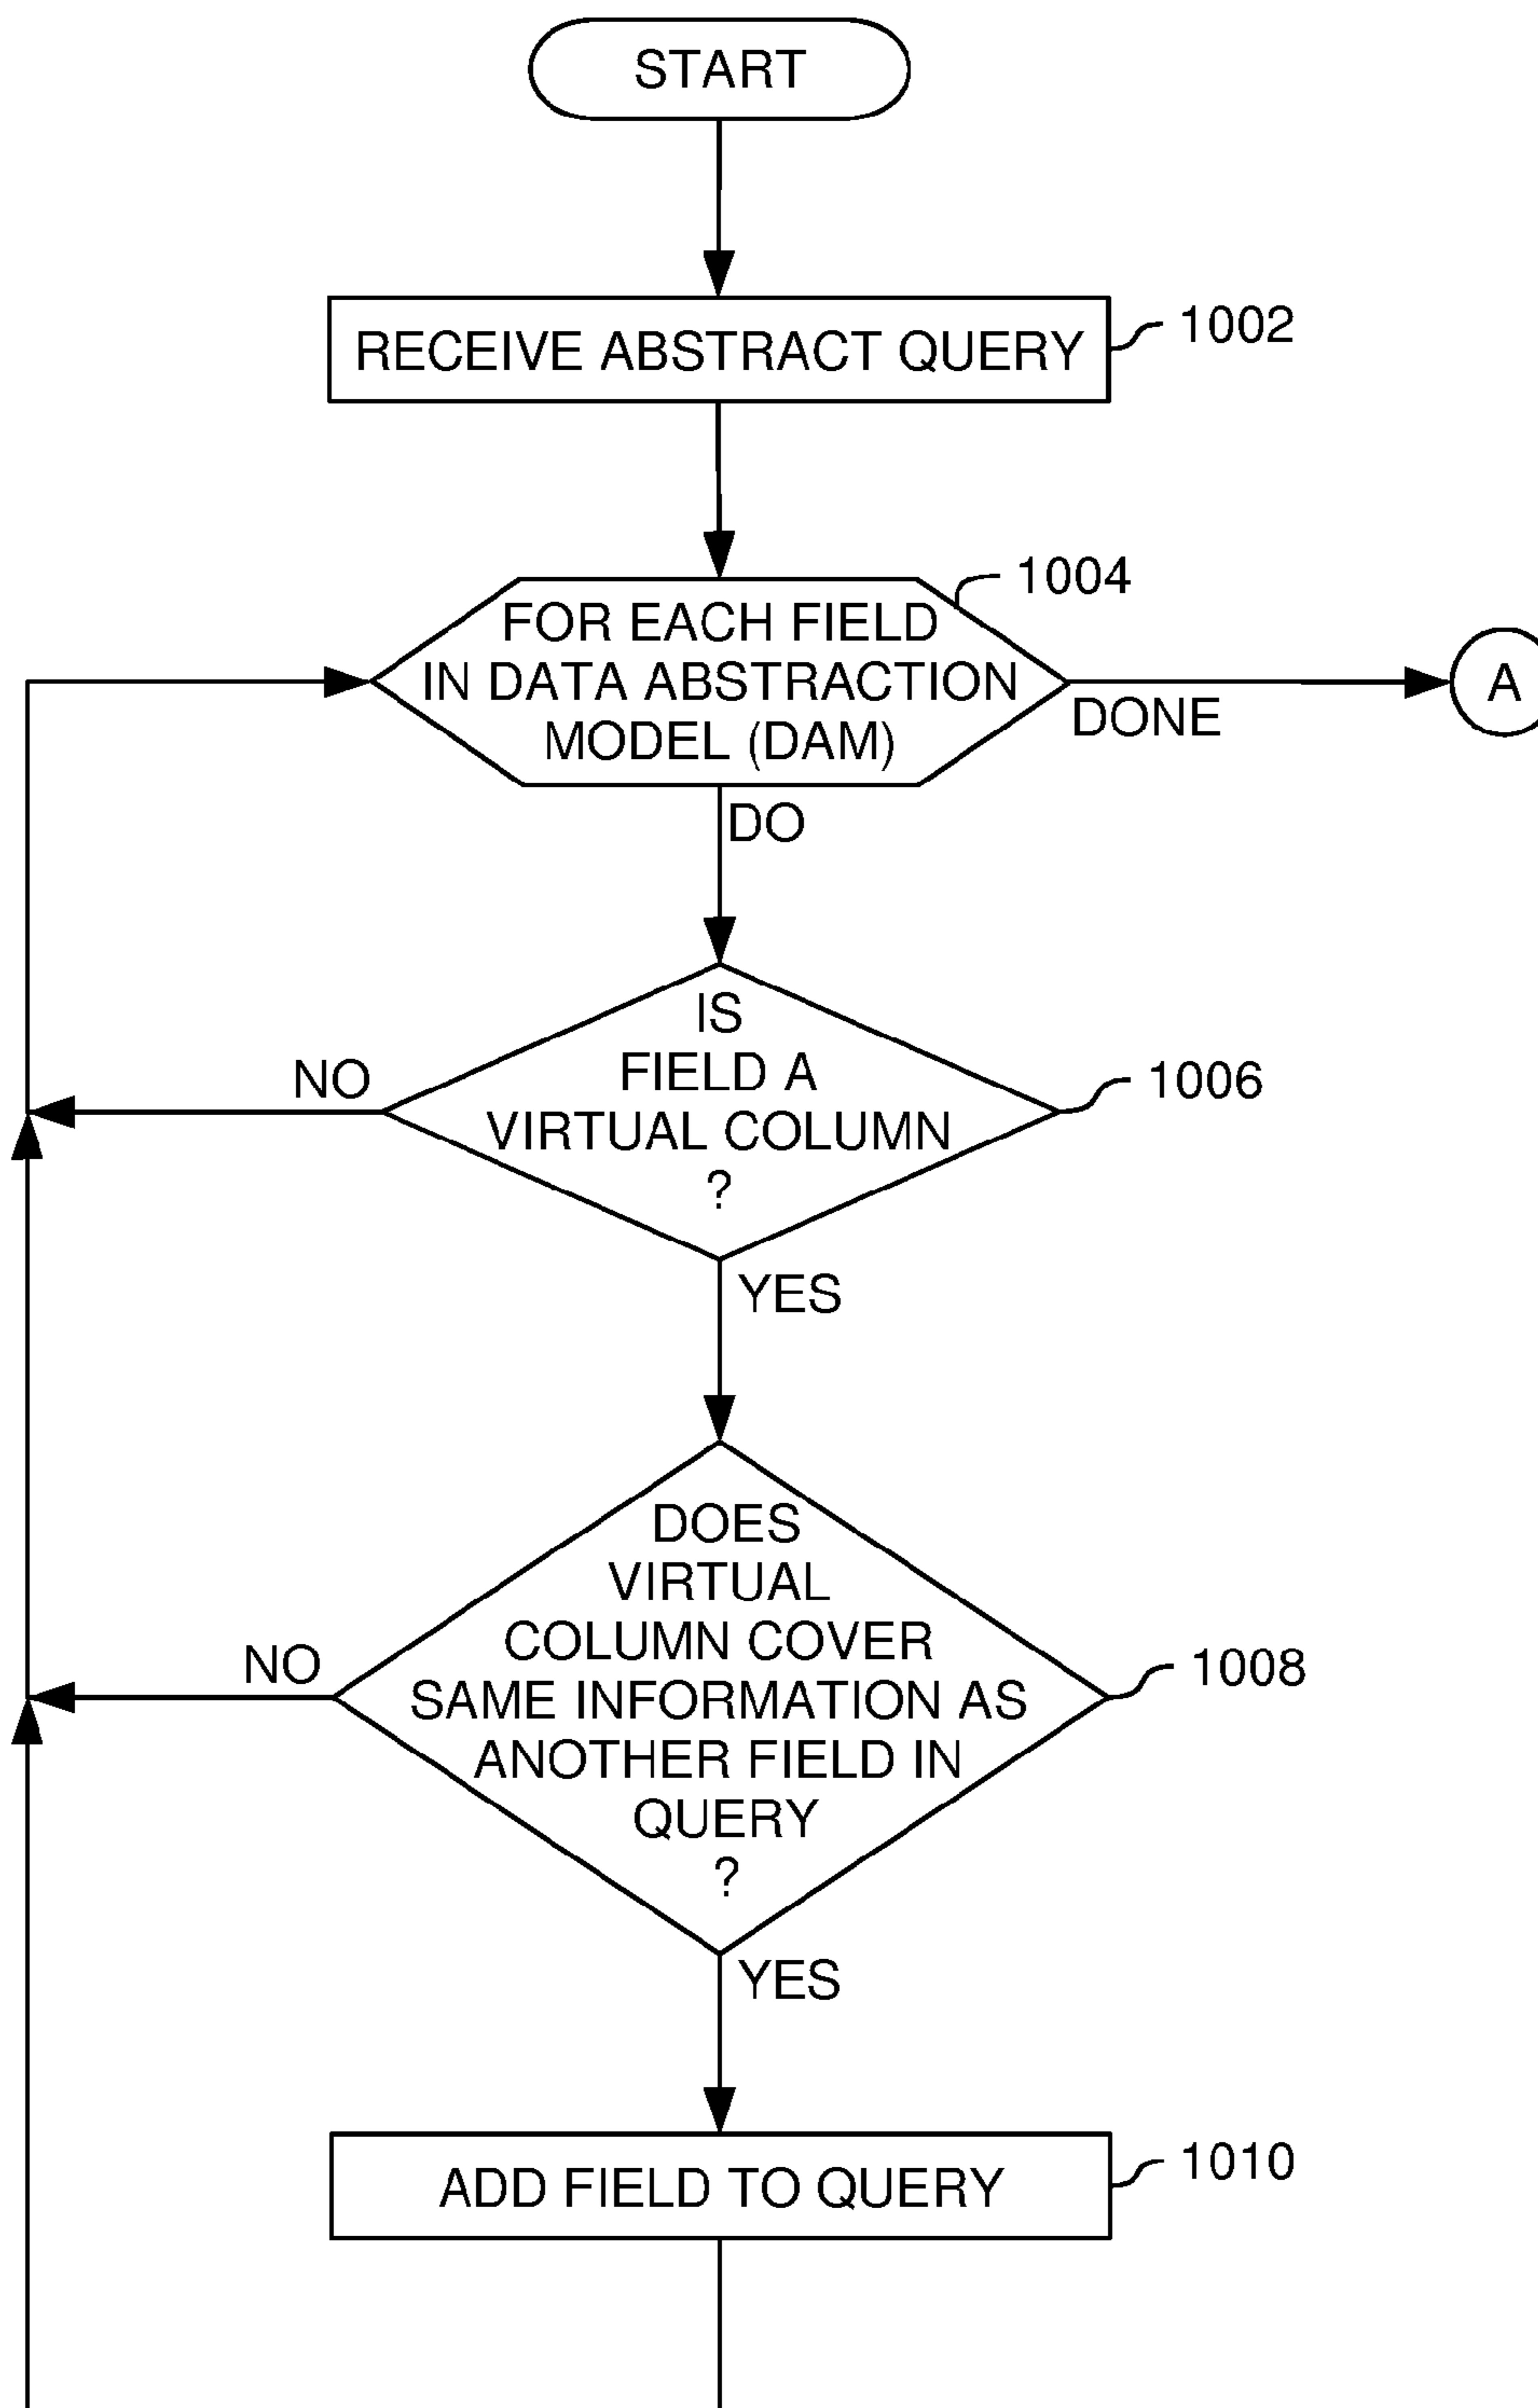 START
RECEIVE ABSTRACT QUERY
1002
1004
FOR EACH FIELD
IN DATA ABSTRACTION
MODEL (DAM)
A
DONE
DO
IS
FIELD A
VIRTUAL COLUMN
?
NO
1006
YES
DOES
VIRTUAL
COLUMN COVER
SAME INFORMATION AS
ANOTHER FIELD IN
QUERY
?
NO
1008
YES
ADD FIELD TO QUERY
1010